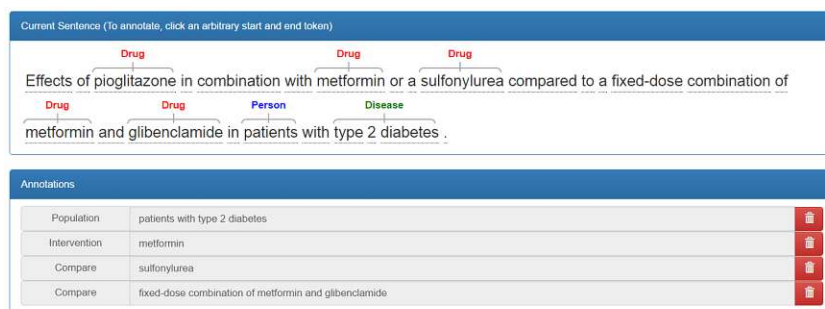 Current Sentence (To annotate, click an arbitrary start and end token)
Drug Drug Drug
Effects of pioglitazone in combination with metformin or a sulfonylurea compared to a fixed-dose combination of
Drug Drug Person Disease
metformin and glibenclamide in patients with type 2 diabetes .
Annotations
Population patients with type 2 diabetes
Intervention metformin
Compare sulfonylurea
Compare fixed-dose combination of metformin and glibenclamide